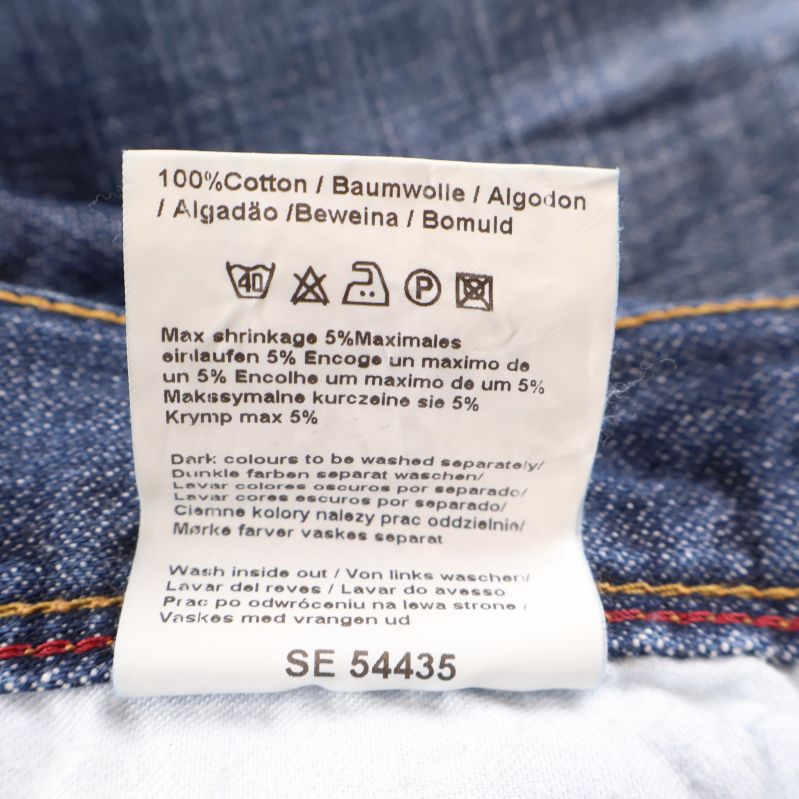 100%Cotton / Baumwolle / Algodon
/ Algadäo /Beweina / Bomuld
40 P
Max shrinkage 5%Maximales
einlaufen 5% Encoge un maximo de
un 5% Encolhe um maximo de um 5%
Makssymalne kurczeine sie 5%
Krymp max 5%
Dark colours to be washed separately/
Dunkle farben separat waschen/
Lavar colores oscuros por separado/
Lavar cores escuros por separado/
Ciemne kolory nalezy prac oddzielnie/
Mørke farver vaskes separat
Wash inside out / Von links waschen/
Lavar del reves / Lavar do avesso
Prac po odwróceniu na lewa strone /
Vaskes med vrangen ud
SE 54435